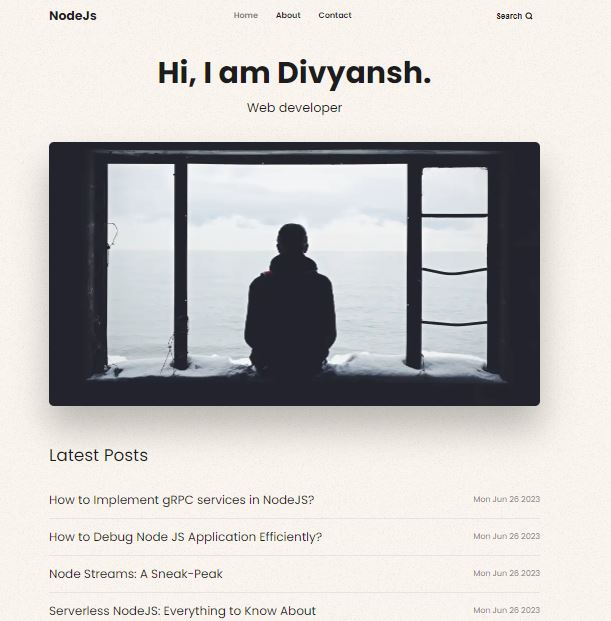 NodeJs
Home About Contact
Search
Hi, I am Divyansh.
Web developer
Latest Posts
How to Implement gRPC services in NodeJS? Mon Jun 26 2023
How to Debug Node JS Application Efficiently? Mon Jun 26 2023
Node Streams: A Sneak-Peak Mon Jun 26 2023
Serverless NodeJS: Everything to Know About Mon Jun 26 2023